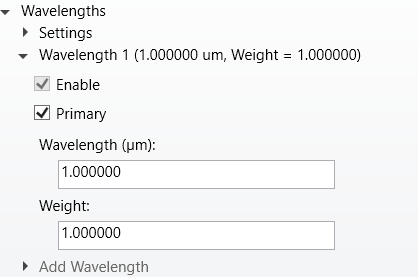 Wavelengths
Settings
Wavelength 1 (1.000000 um, Weight = 1.000000)
Enable
Primary
Wavelength (µm):
1.000000
Weight:
1.000000
Add Wavelength